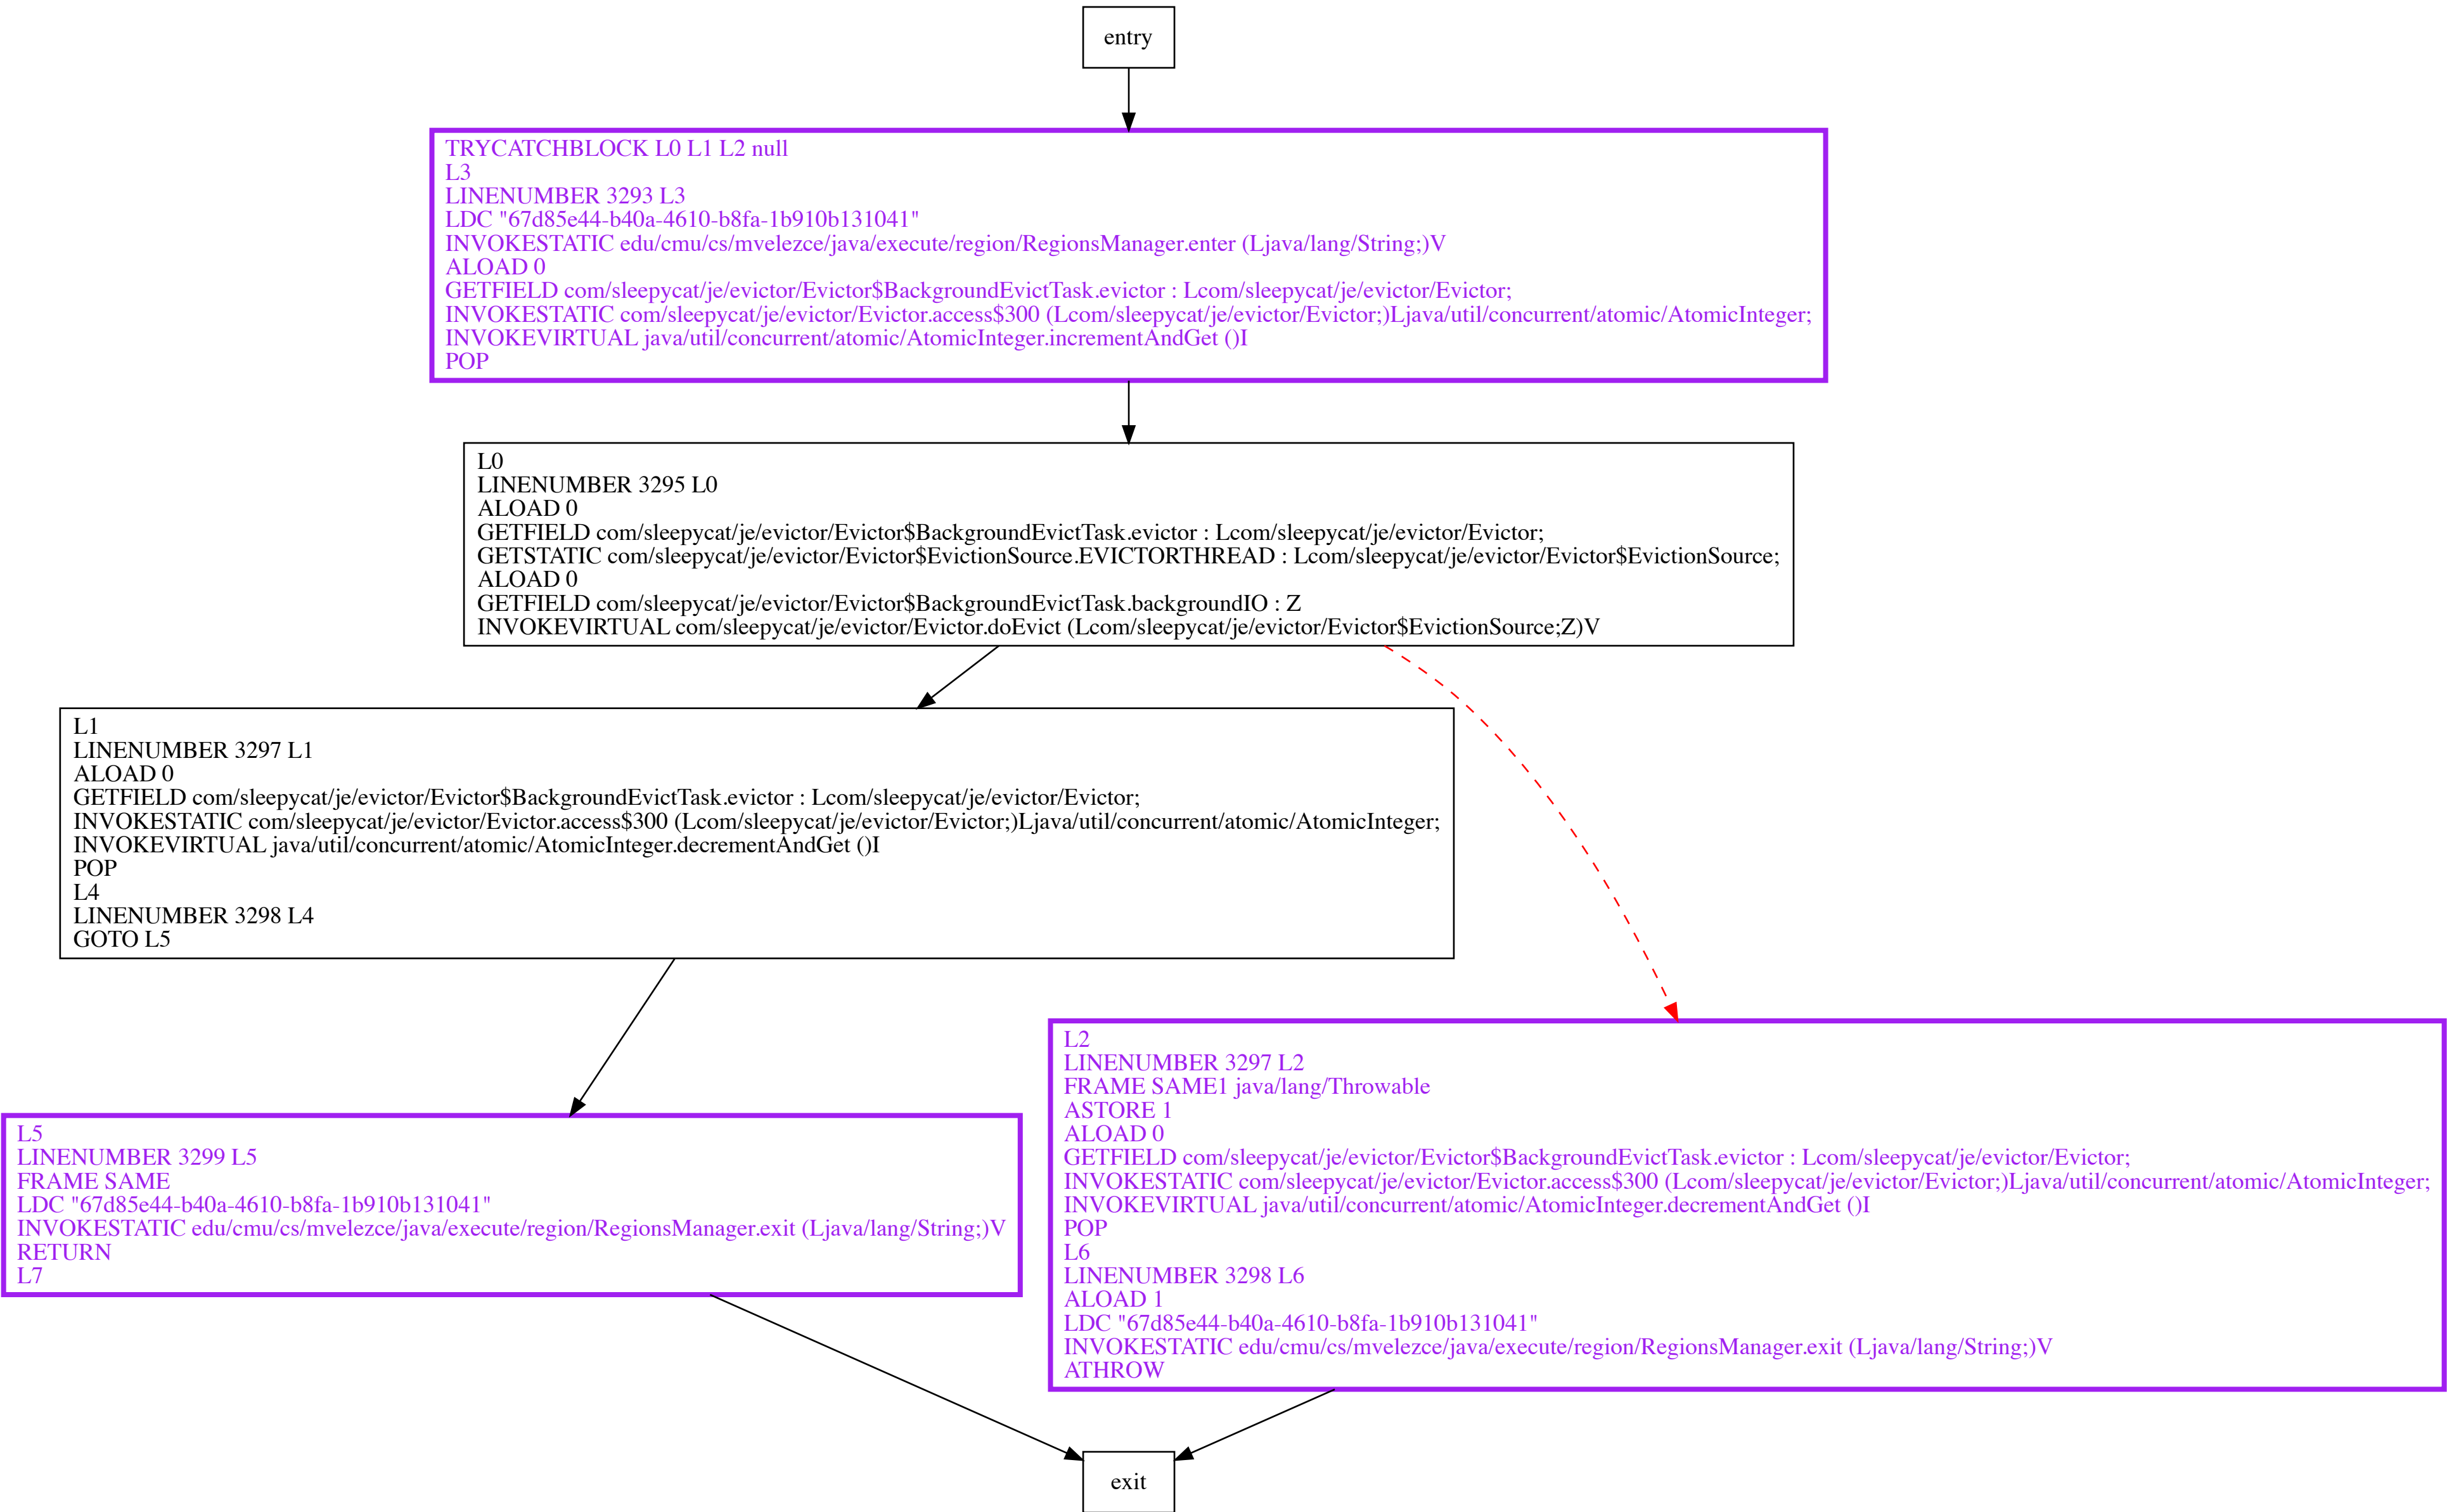 entry
TRYCATCHBLOCK L0 L1 L2 null
L3
LINENUMBER 3293 L3
LDC "67d85e44-b40a-4610-b8fa-1b910b131041"
INVOKESTATIC edu/cmu/cs/mvelezce/java/execute/region/RegionsManager.enter (Ljava/lang/String;)V
ALOAD 0
GETFIELD com/sleepycat/je/evictor/Evictor$BackgroundEvictTask.evictor : Lcom/sleepycat/je/evictor/Evictor;
INVOKESTATIC com/sleepycat/je/evictor/Evictor.access$300 (Lcom/sleepycat/je/evictor/Evictor;)Ljava/util/concurrent/atomic/AtomicInteger;
INVOKEVIRTUAL java/util/concurrent/atomic/AtomicInteger.incrementAndGet ()I
POP
L0
LINENUMBER 3295 L0
ALOAD 0
GETFIELD com/sleepycat/je/evictor/Evictor$BackgroundEvictTask.evictor : Lcom/sleepycat/je/evictor/Evictor;
GETSTATIC com/sleepycat/je/evictor/Evictor$EvictionSource.EVICTORTHREAD : Lcom/sleepycat/je/evictor/Evictor$EvictionSource;
ALOAD 0
GETFIELD com/sleepycat/je/evictor/Evictor$BackgroundEvictTask.backgroundIO : Z
INVOKEVIRTUAL com/sleepycat/je/evictor/Evictor.doEvict (Lcom/sleepycat/je/evictor/Evictor$EvictionSource;Z)V
L1
LINENUMBER 3297 L1
ALOAD 0
GETFIELD com/sleepycat/je/evictor/Evictor$BackgroundEvictTask.evictor : Lcom/sleepycat/je/evictor/Evictor;
INVOKESTATIC com/sleepycat/je/evictor/Evictor.access$300 (Lcom/sleepycat/je/evictor/Evictor;)Ljava/util/concurrent/atomic/AtomicInteger;
INVOKEVIRTUAL java/util/concurrent/atomic/AtomicInteger.decrementAndGet ()I
POP
L4
LINENUMBER 3298 L4
GOTO L5
L5
LINENUMBER 3299 L5
FRAME SAME
LDC "67d85e44-b40a-4610-b8fa-1b910b131041"
INVOKESTATIC edu/cmu/cs/mvelezce/java/execute/region/RegionsManager.exit (Ljava/lang/String;)V
RETURN
L7
L2
LINENUMBER 3297 L2
FRAME SAME1 java/lang/Throwable
ASTORE 1
ALOAD 0
GETFIELD com/sleepycat/je/evictor/Evictor$BackgroundEvictTask.evictor : Lcom/sleepycat/je/evictor/Evictor;
INVOKESTATIC com/sleepycat/je/evictor/Evictor.access$300 (Lcom/sleepycat/je/evictor/Evictor;)Ljava/util/concurrent/atomic/AtomicInteger;
INVOKEVIRTUAL java/util/concurrent/atomic/AtomicInteger.decrementAndGet ()I
POP
L6
LINENUMBER 3298 L6
ALOAD 1
LDC "67d85e44-b40a-4610-b8fa-1b910b131041"
INVOKESTATIC edu/cmu/cs/mvelezce/java/execute/region/RegionsManager.exit (Ljava/lang/String;)V
ATHROW
exit